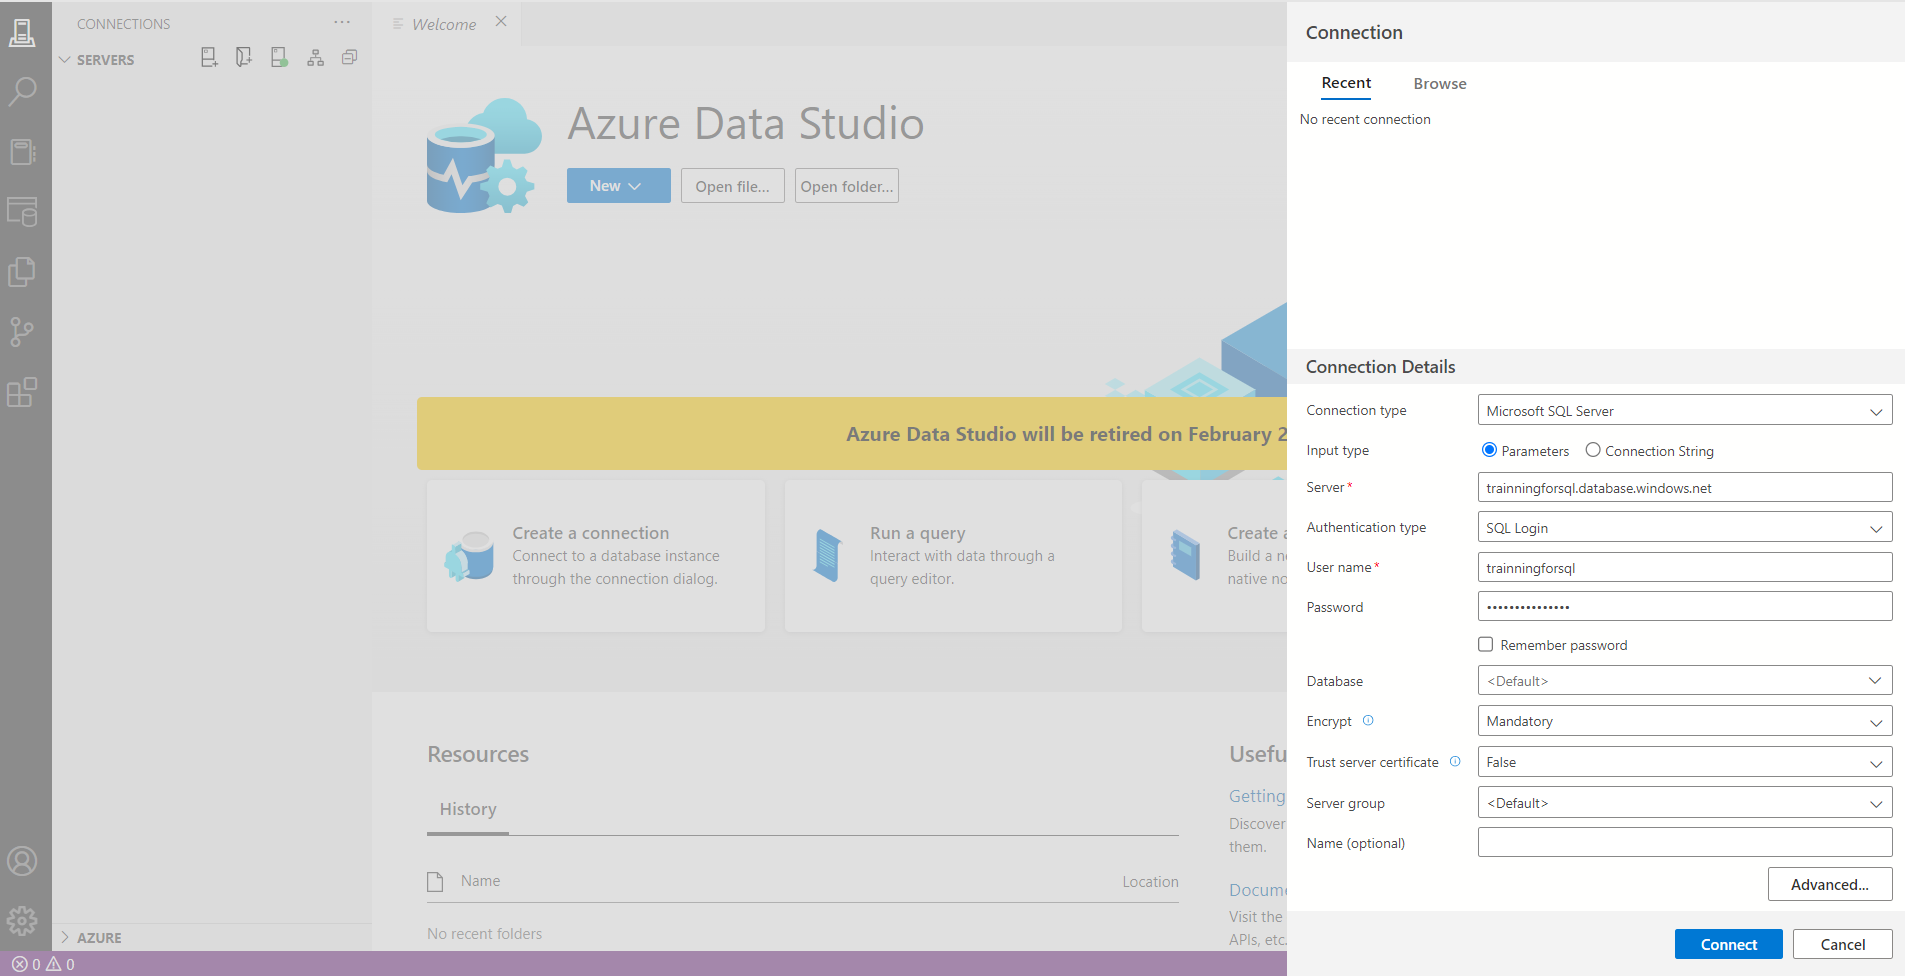 CONNECTIONS
SERVERS
AZURE
0 0
Welcome
Azure Data Studio
New
Open file...
Open folder...
Azure Data Studio will be retired on February 2
Create a connection
Connect to a database instance
through the connection dialog.
Run a query
Interact with data through a
query editor.
Create a
Build a n
native no
Resources
History
Name
Location
No recent folders
Usefu
Getting
Discover
them.
Docum
Visit the
APIs, etc.
Connection
Recent
Browse
No recent connection
Connection Details
Connection type
Microsoft SQL Server
Input type
Parameters
Connection String
Server*
trainningforsql.database.windows.net
Authentication type
SQL Login
User name*
trainningforsql
Password
•••••••••••••••
Remember password
Database
<Default>
Encrypt
Mandatory
Trust server certificate
False
Server group
<Default>
Name (optional)
Advanced...
Connect
Cancel